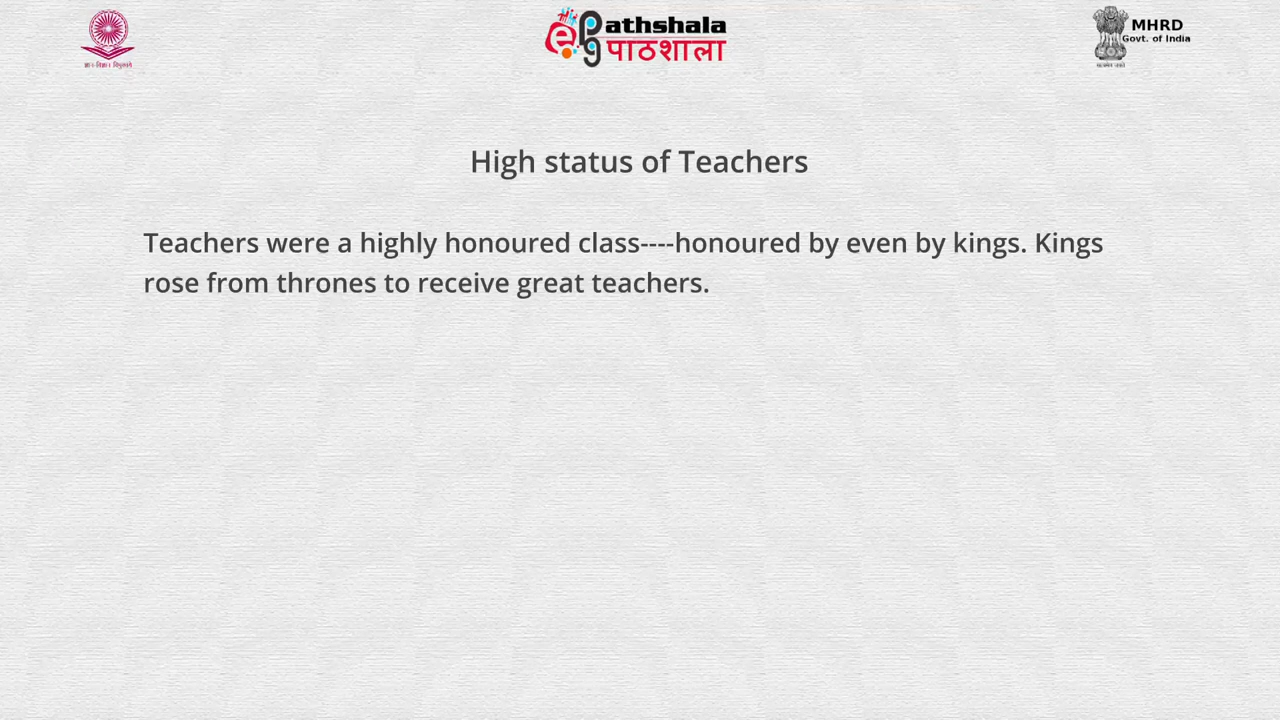 Pathshala
पाठशाला
MHRD
Govt. of India
High status of Teachers
Teachers were a highly honoured class----honoured by even by kings. Kings
rose from thrones to receive great teachers.